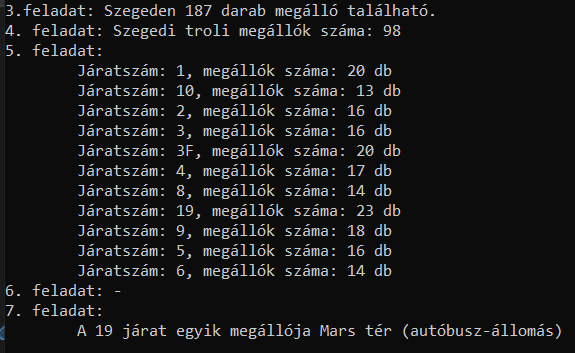 3.feladat: Szegeden 187 darab megálló található.
4. feladat: Szegedi troli megállók száma: 98
5. feladat:
Járatszám: 1, megállók száma: 20 db
Járatszám: 10, megállók száma: 13 db
Járatszám: 2, megállók száma: 16 db
Járatszám: 3, megállók száma: 16 db
Járatszám: 3F, megállók száma: 20 db
Járatszám: 4, megállók száma: 17 db
Járatszám: 8, megállók száma: 14 db
Járatszám: 19, megállók száma: 23 db
Járatszám: 9, megállók száma: 18 db
Járatszám: 5, megállók száma: 16 db
Járatszám: 6, megállók száma: 14 db
6. feladat: -
7. feladat:
A 19 járat egyik megállója Mars tér (autóbusz-állomás)